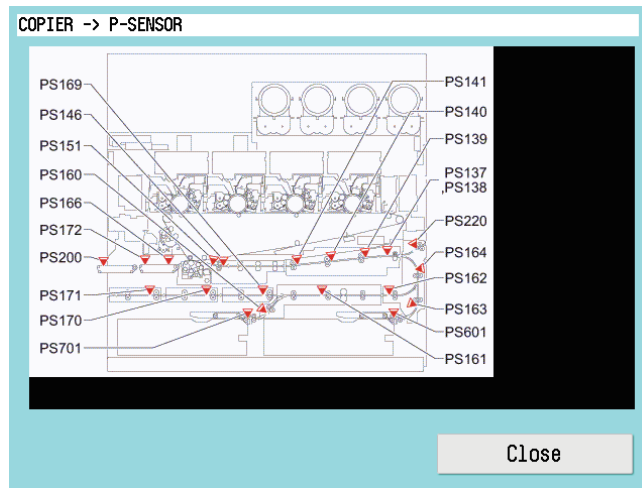 COPIER -> P-SENSOR
PS169
PS146
PS151
PS160
PS166
PS172
PS200
PS171
PS170
PS701
PS141
PS140
PS139
PS137
,PS138
PS220
PS164
PS162
PS163
PS601
PS161
Close